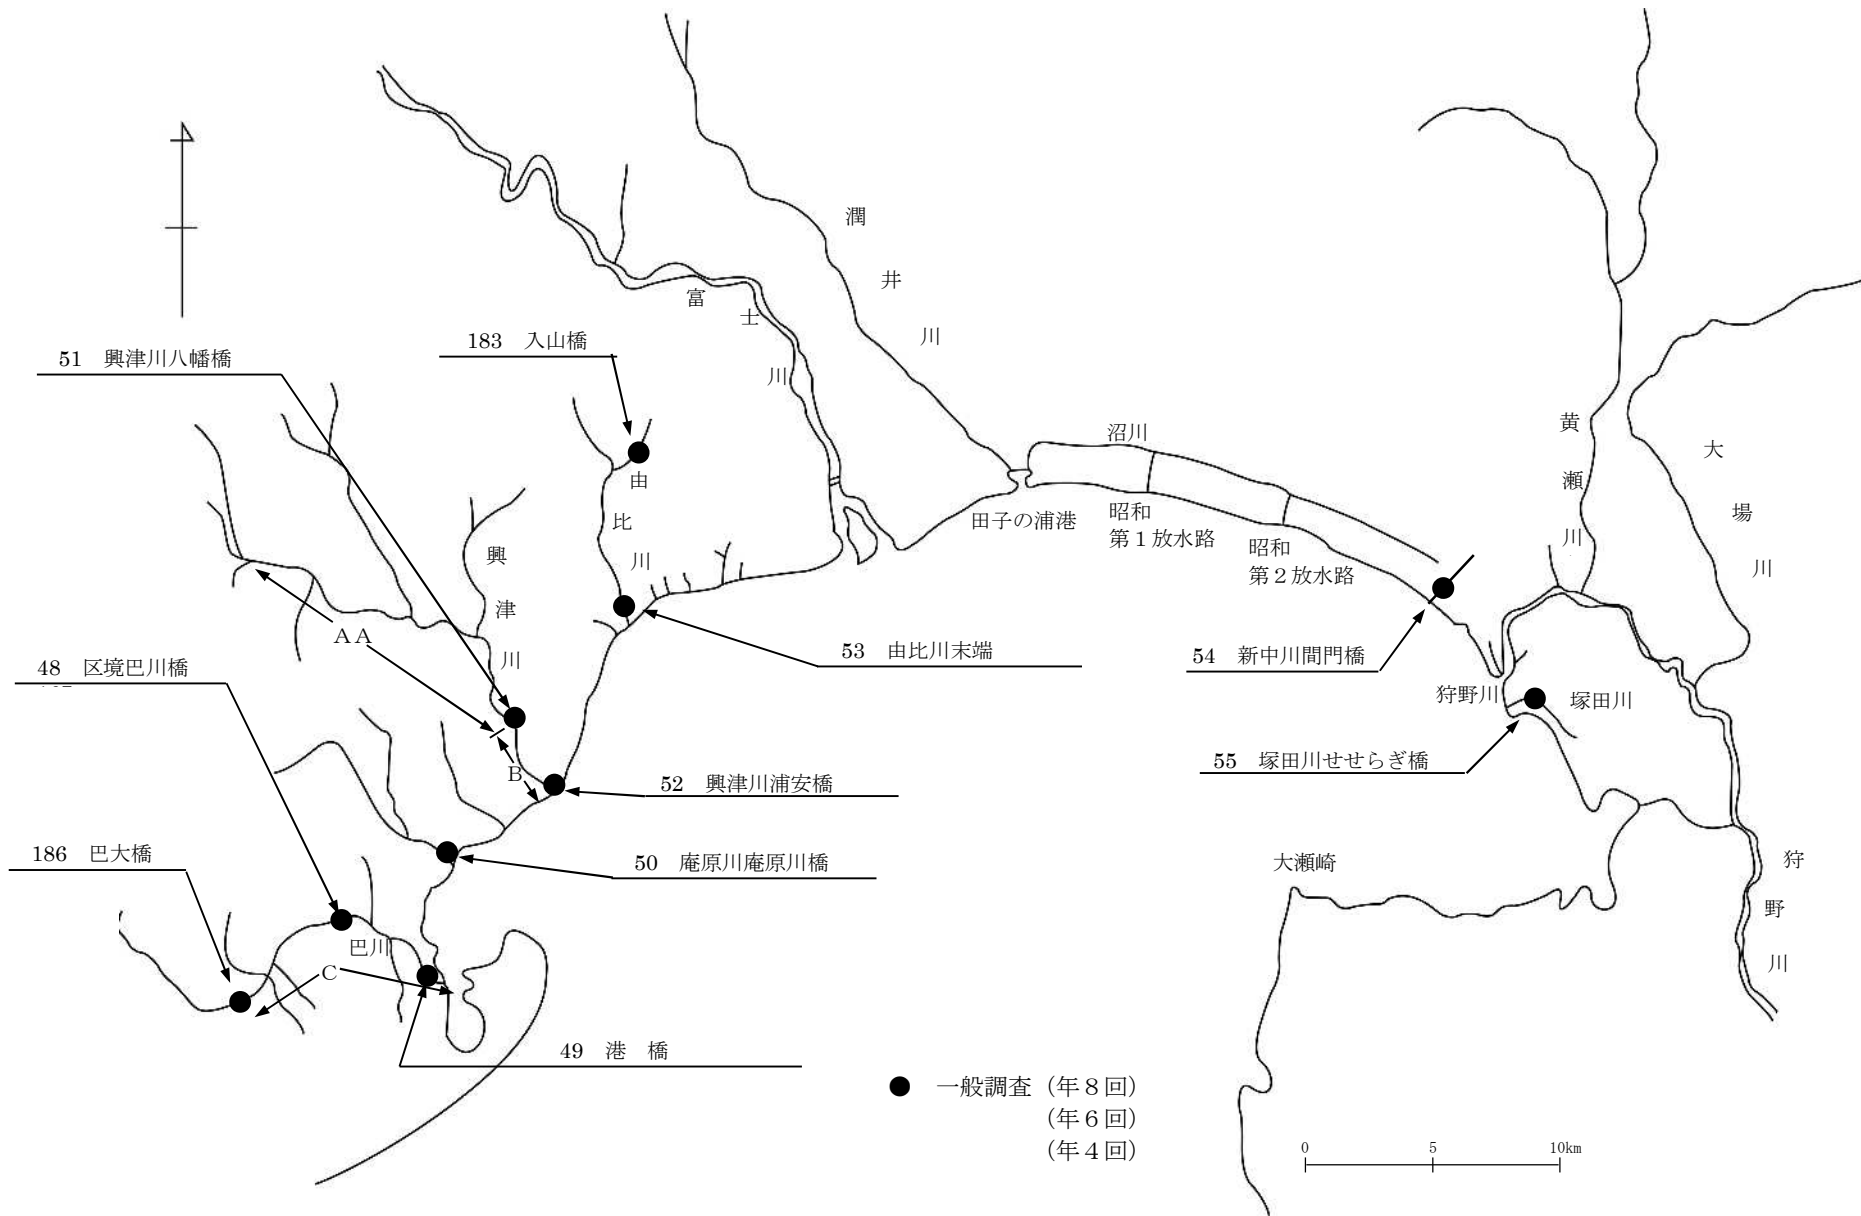 潤井川
富士川
183 入山橋
51 興津川八幡橋
黄瀬川
大場川
沼川
由比川
田子の浦港
昭和
第１放水路
昭和
第２放水路
興津川
ＡＡ
53 由比川末端
54 新中川間門橋
48 区境巴川橋
狩野川
塚田川
55 塚田川せせらぎ橋
Ｂ
52 興津川浦安橋
186 巴大橋
50 庵原川庵原川橋
大瀬崎
狩野川
巴川
Ｃ
49 港 橋
● 一般調査（年８回）
（年６回）
（年４回）
0 5 10km